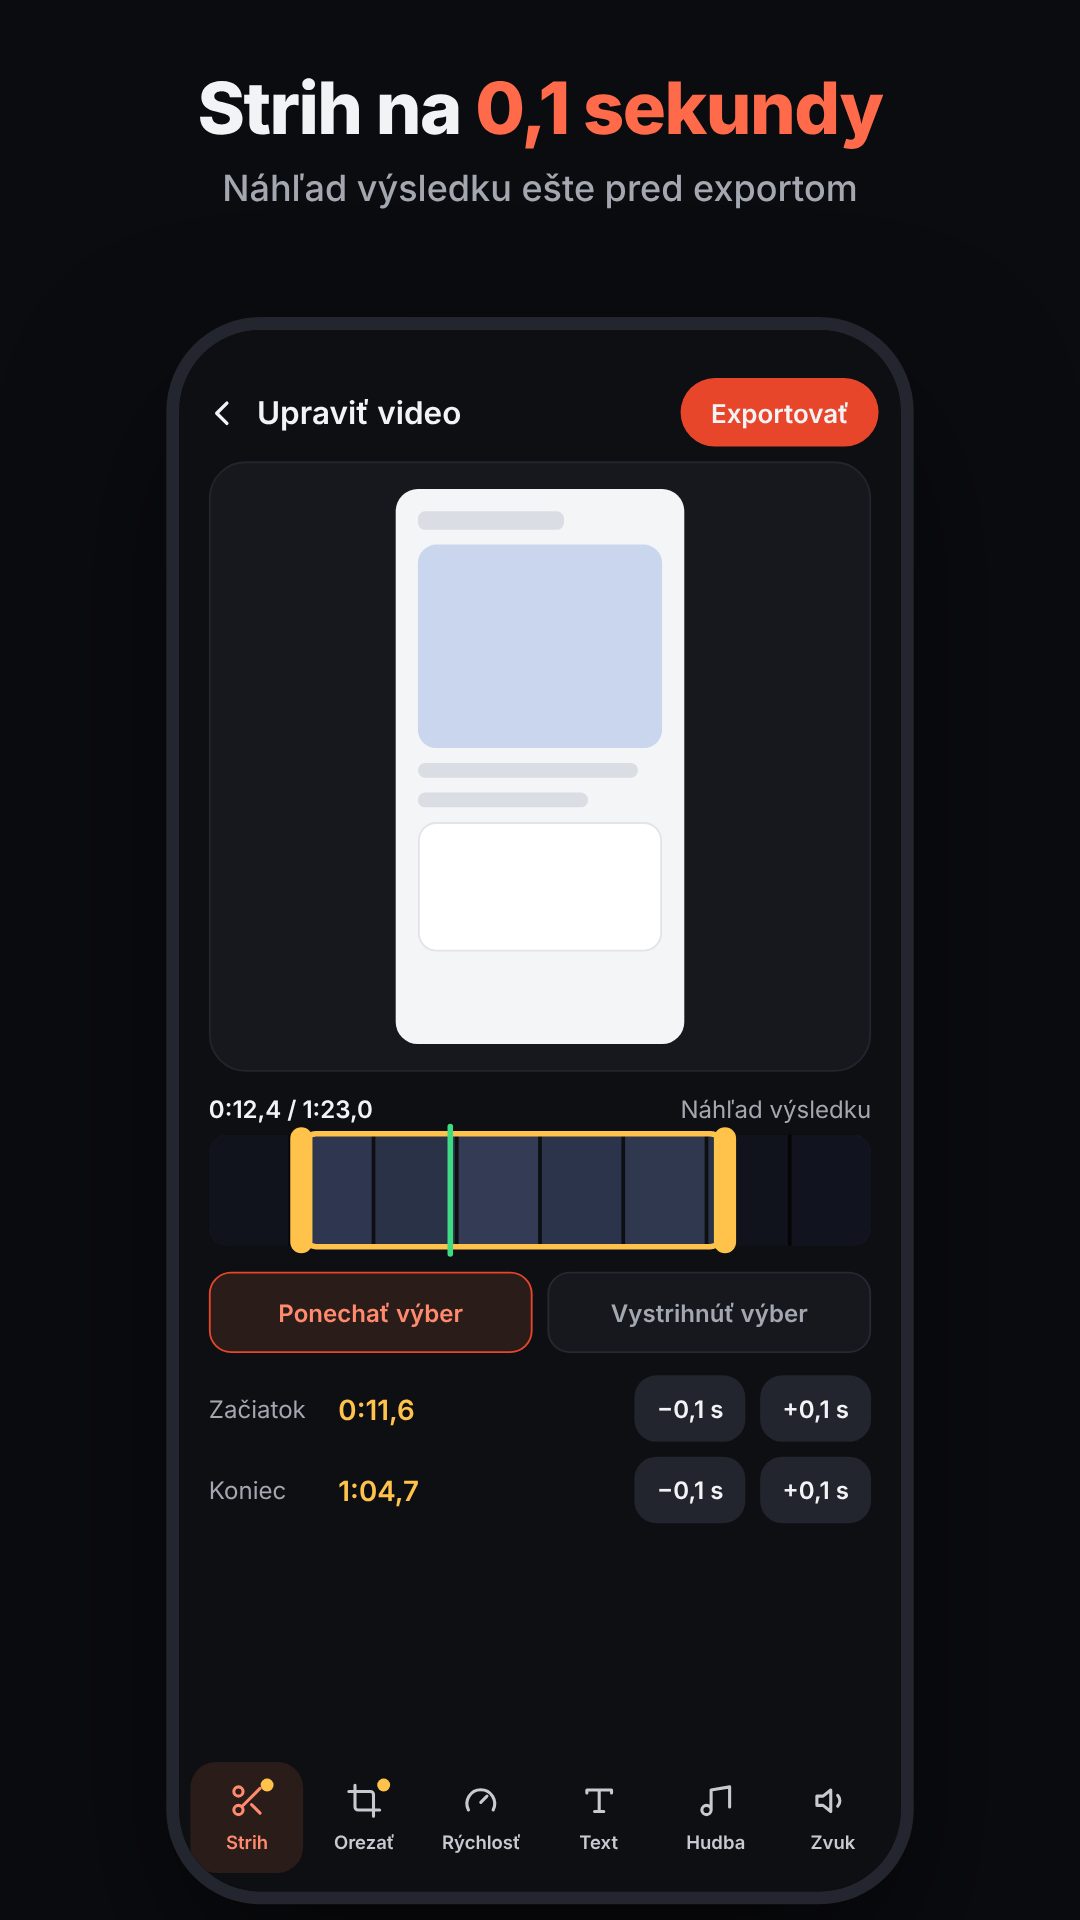 Strih na 0,1 sekundy
Náhľad výsledku ešte pred exportom
Upraviť video
Exportovať
0:12,4 / 1:23,0
Náhľad výsledku
Ponechať výber
Vystrihnúť výber
Začiatok 0:11,6 −0,1 s +0,1 s
Koniec 1:04,7 −0,1 s +0,1 s
Strih Orezať Rýchlosť Text Hudba Zvuk